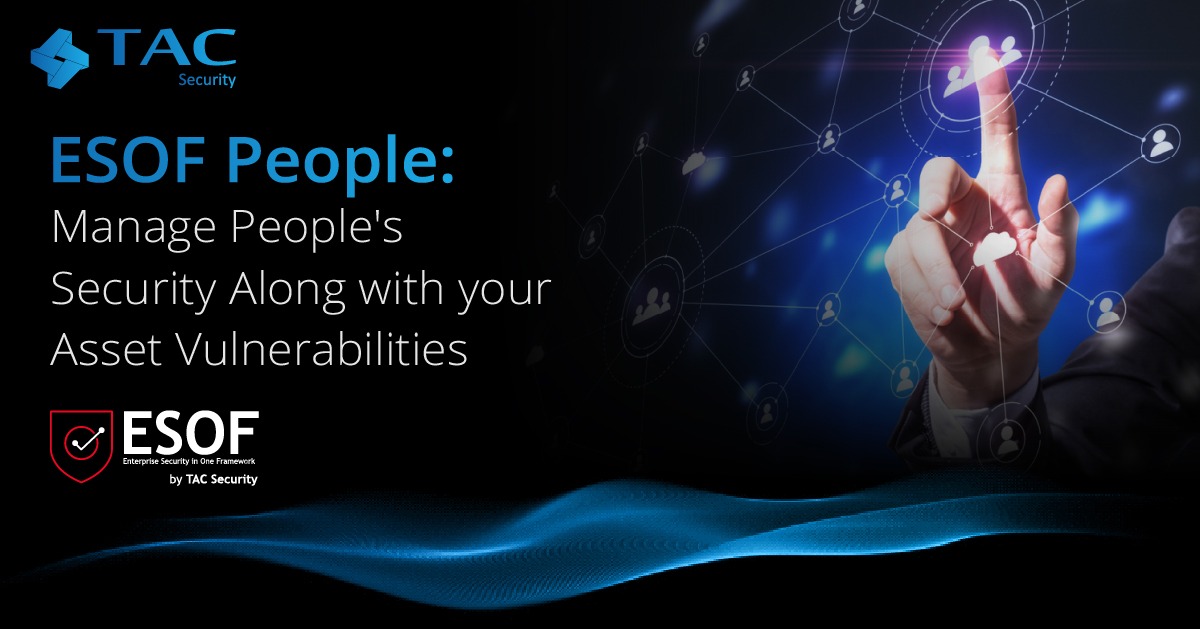 TAC
Security
ESOF People:
Manage People's
Security Along with your
Asset Vulnerabilities
ESOF
Enterprise Security in One Framework
by TAC Security